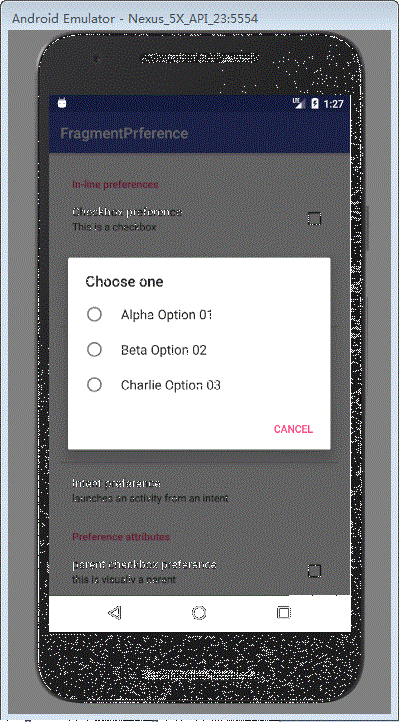 Android Emulator - Nexus_5X_API_23:5554
1:27
FragmentPrference
In-line preferences
Checkbox preference
This is a checkbox
Choose one
Alpha Option 01
Beta Option 02
Charlie Option 03
CANCEL
Intent preference
launches an activity from an intent
Preference attributes
parent checkbox preference
this is visually a parent